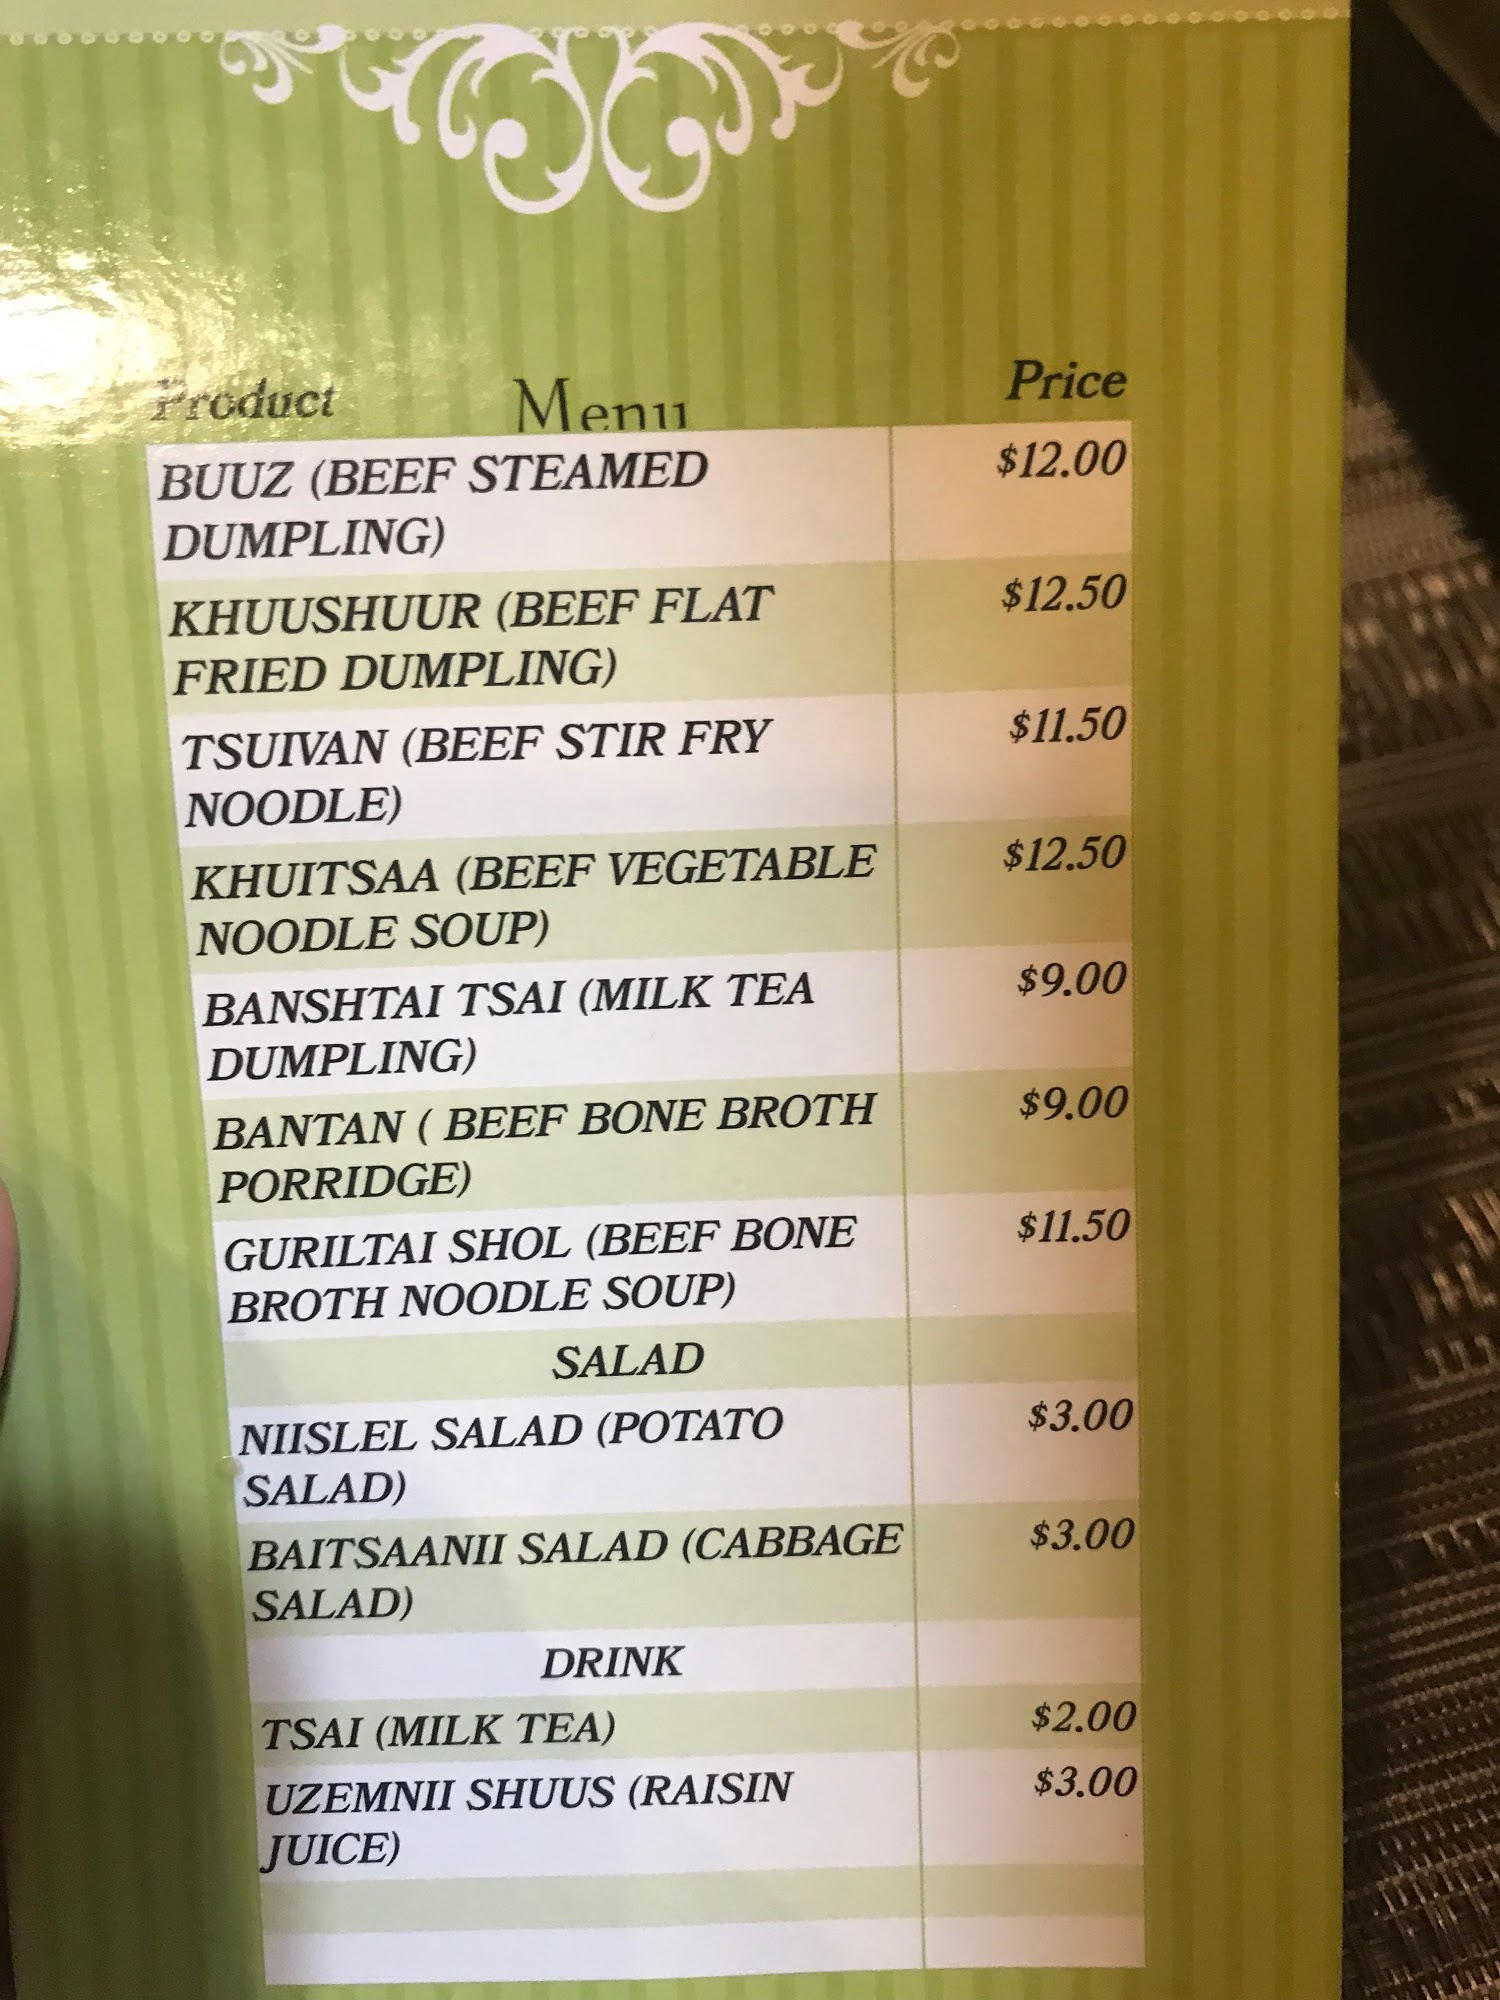 Product Menu Price
BUUZ (BEEF STEAMED $12.00
DUMPLING)
KHUUSHUUR (BEEF FLAT $12.50
FRIED DUMPLING)
TSUIVAN (BEEF STIR FRY $11.50
NOODLE)
KHUITSAA (BEEF VEGETABLE $12.50
NOODLE SOUP)
BANSHTAI TSAI (MILK TEA $9.00
DUMPLING)
BANTAN ( BEEF BONE BROTH $9.00
PORRIDGE)
GURILTAI SHOL (BEEF BONE $11.50
BROTH NOODLE SOUP)
SALAD
NIISLEL SALAD (POTATO $3.00
SALAD)
BAITSAANII SALAD (CABBAGE $3.00
SALAD)
DRINK
TSAI (MILK TEA) $2.00
UZEMNII SHUUS (RAISIN $3.00
JUICE)